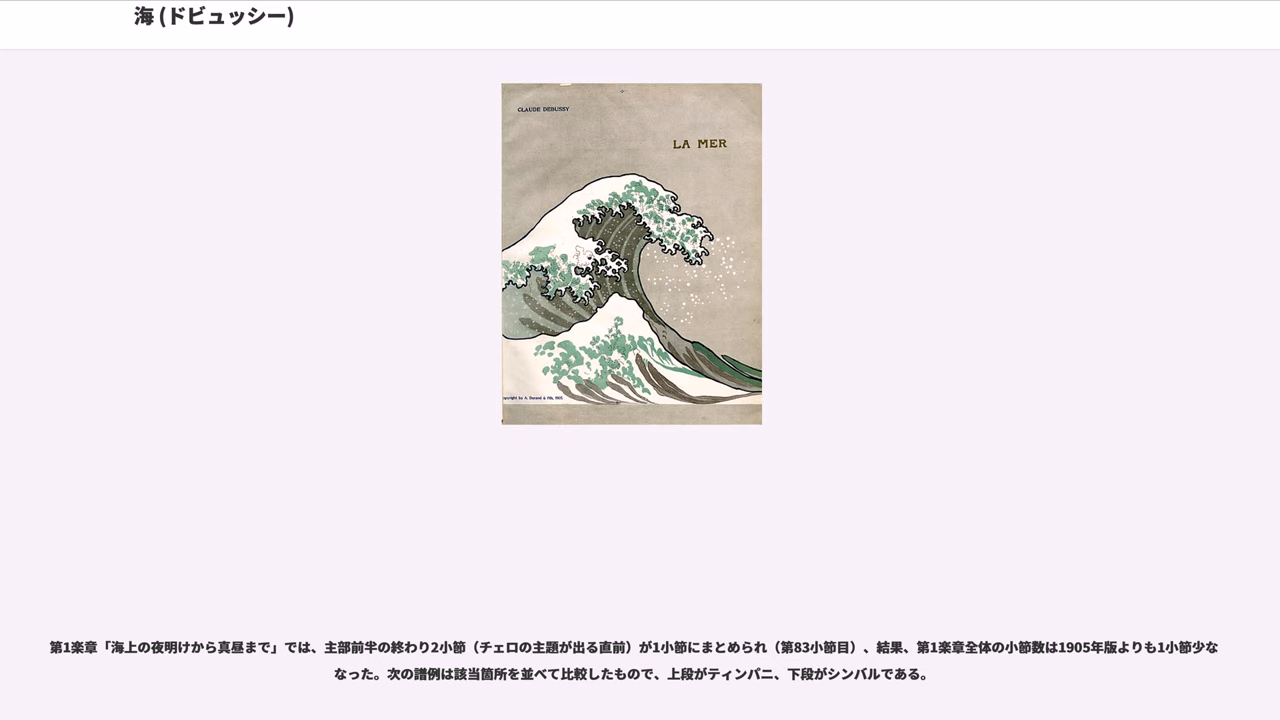 海 (ドビュッシー)
CLAUDE DEBUSSY
LA MER
opyright by A. Durand & Fils, 1905
第1楽章「海上の夜明けから真昼まで」では、主部前半の終わり2小節（チェロの主題が出る直前）が1小節にまとめられ（第83小節目）、結果、第1楽章全体の小節数は1905年版よりも1小節少な
なった。次の譜例は該当箇所を並べて比較したもので、上段がティンパニ、下段がシンバルである。